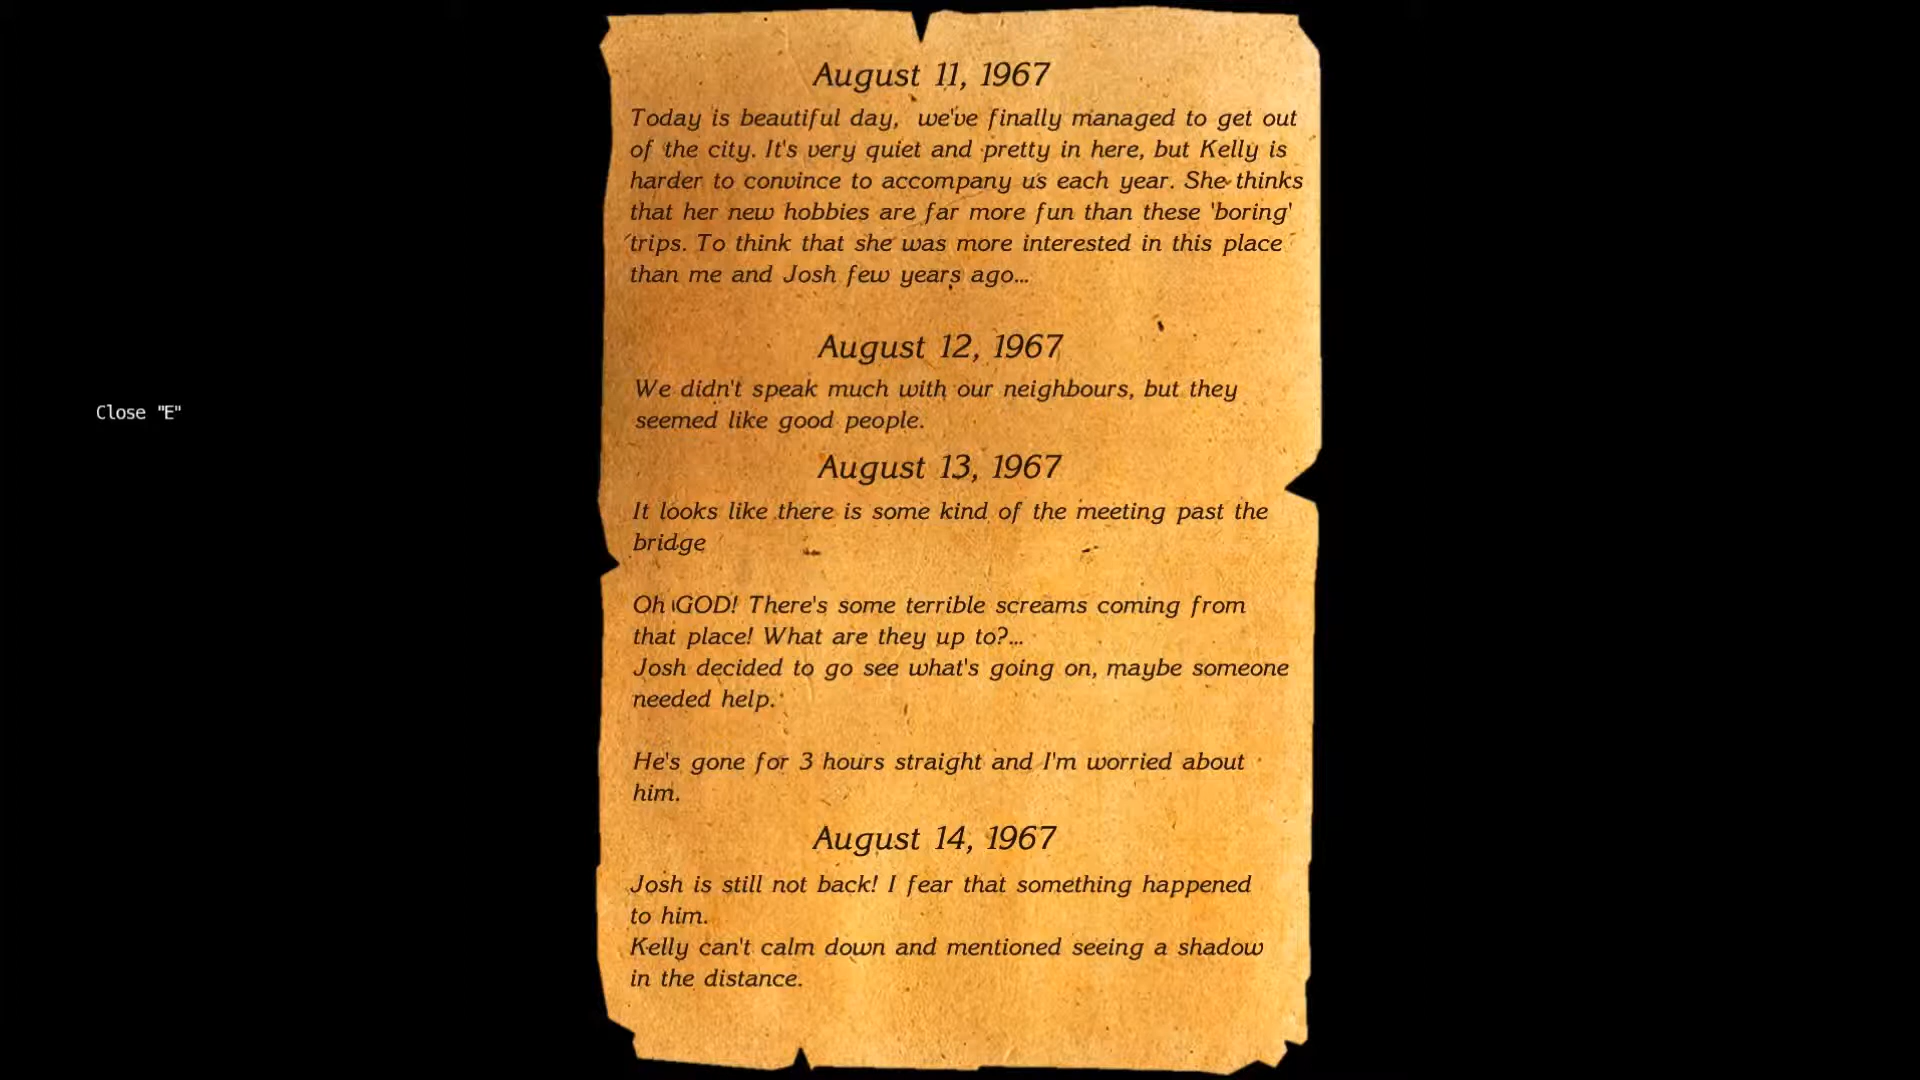 August 11, 1967
Today is beautiful day, we've finally managed to get out
of the city. It's very quiet and pretty in here, but Kelly is
harder to convince to accompany us each year. She thinks
that her new hobbies are far more fun than these 'boring'
trips. To think that she was more interested in this place
than me and Josh few years ago...
August 12, 1967
We didn't speak much with our neighbours, but they
seemed like good people.
Close "E"
August 13, 1967
It looks like there is some kind of the meeting past the
bridge
Oh GOD! There's some terrible screams coming from
that place! What are they up to?...
Josh decided to go see what's going on, maybe someone
needed help.
He's gone for 3 hours straight and I'm worried about
him.
August 14, 1967
Josh is still not back! I fear that something happened
to him.
Kelly can't calm down and mentioned seeing a shadow
in the distance.